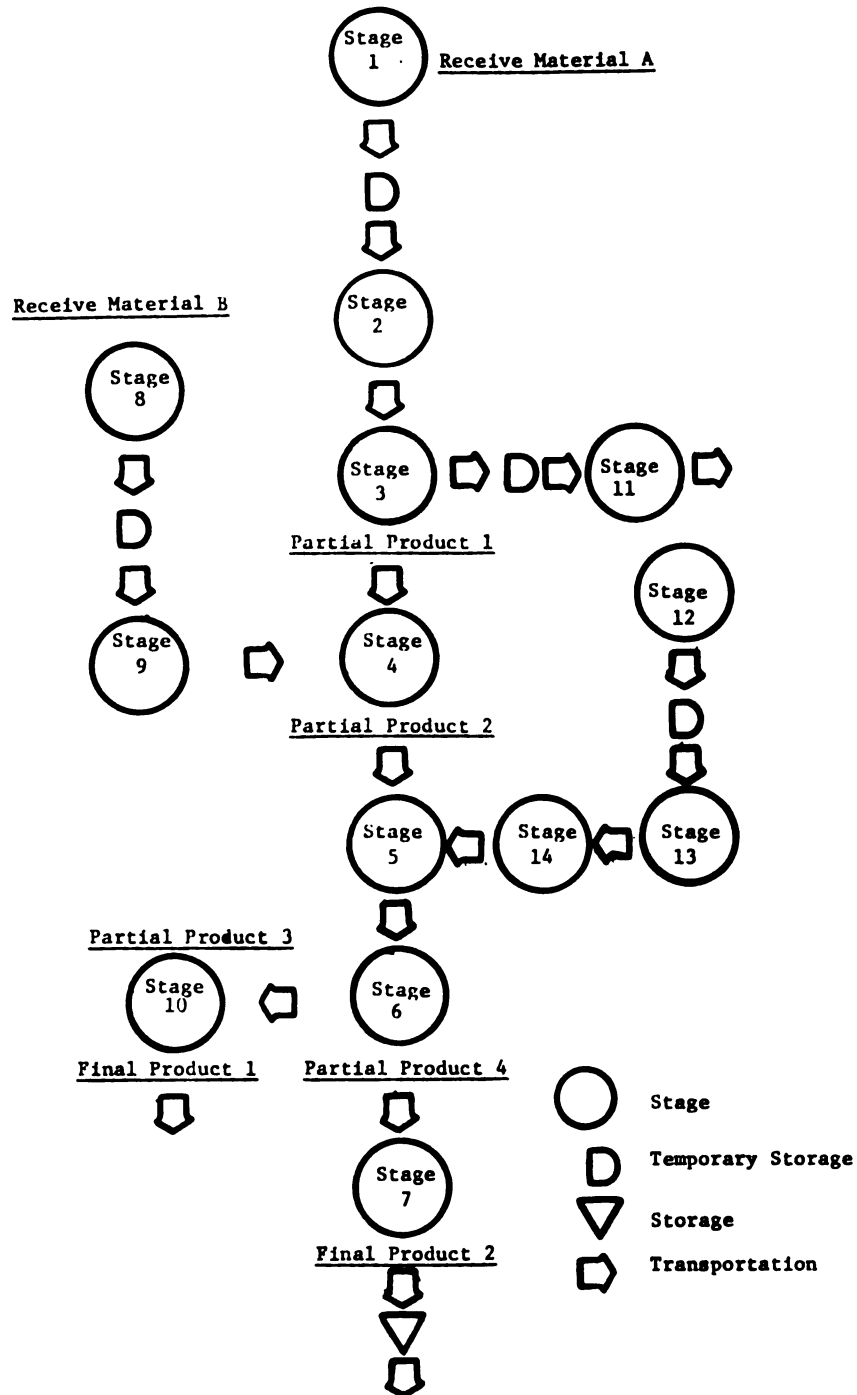 Stage
1
Receive Material A
D
Stage
2
Receive Material B
Stage
8
Stage
3
D
Stage
11
Partial Product 1
D
Stage
12
Stage
9
Stage
4
Partial Product 2
D
Stage
5
Stage
14
Stage
13
Partial Product 3
Stage
10
Stage
6
Final Product 1
Partial Product 4
Stage
7
Final Product 2
Stage
D
Temporary Storage
Storage
Transportation